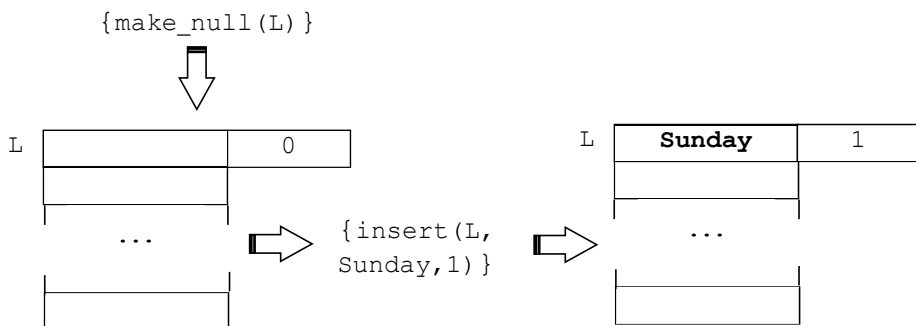 {make_null(L)}
L 0
L Sunday 1
...
{insert(L,
Sunday,1)}
...